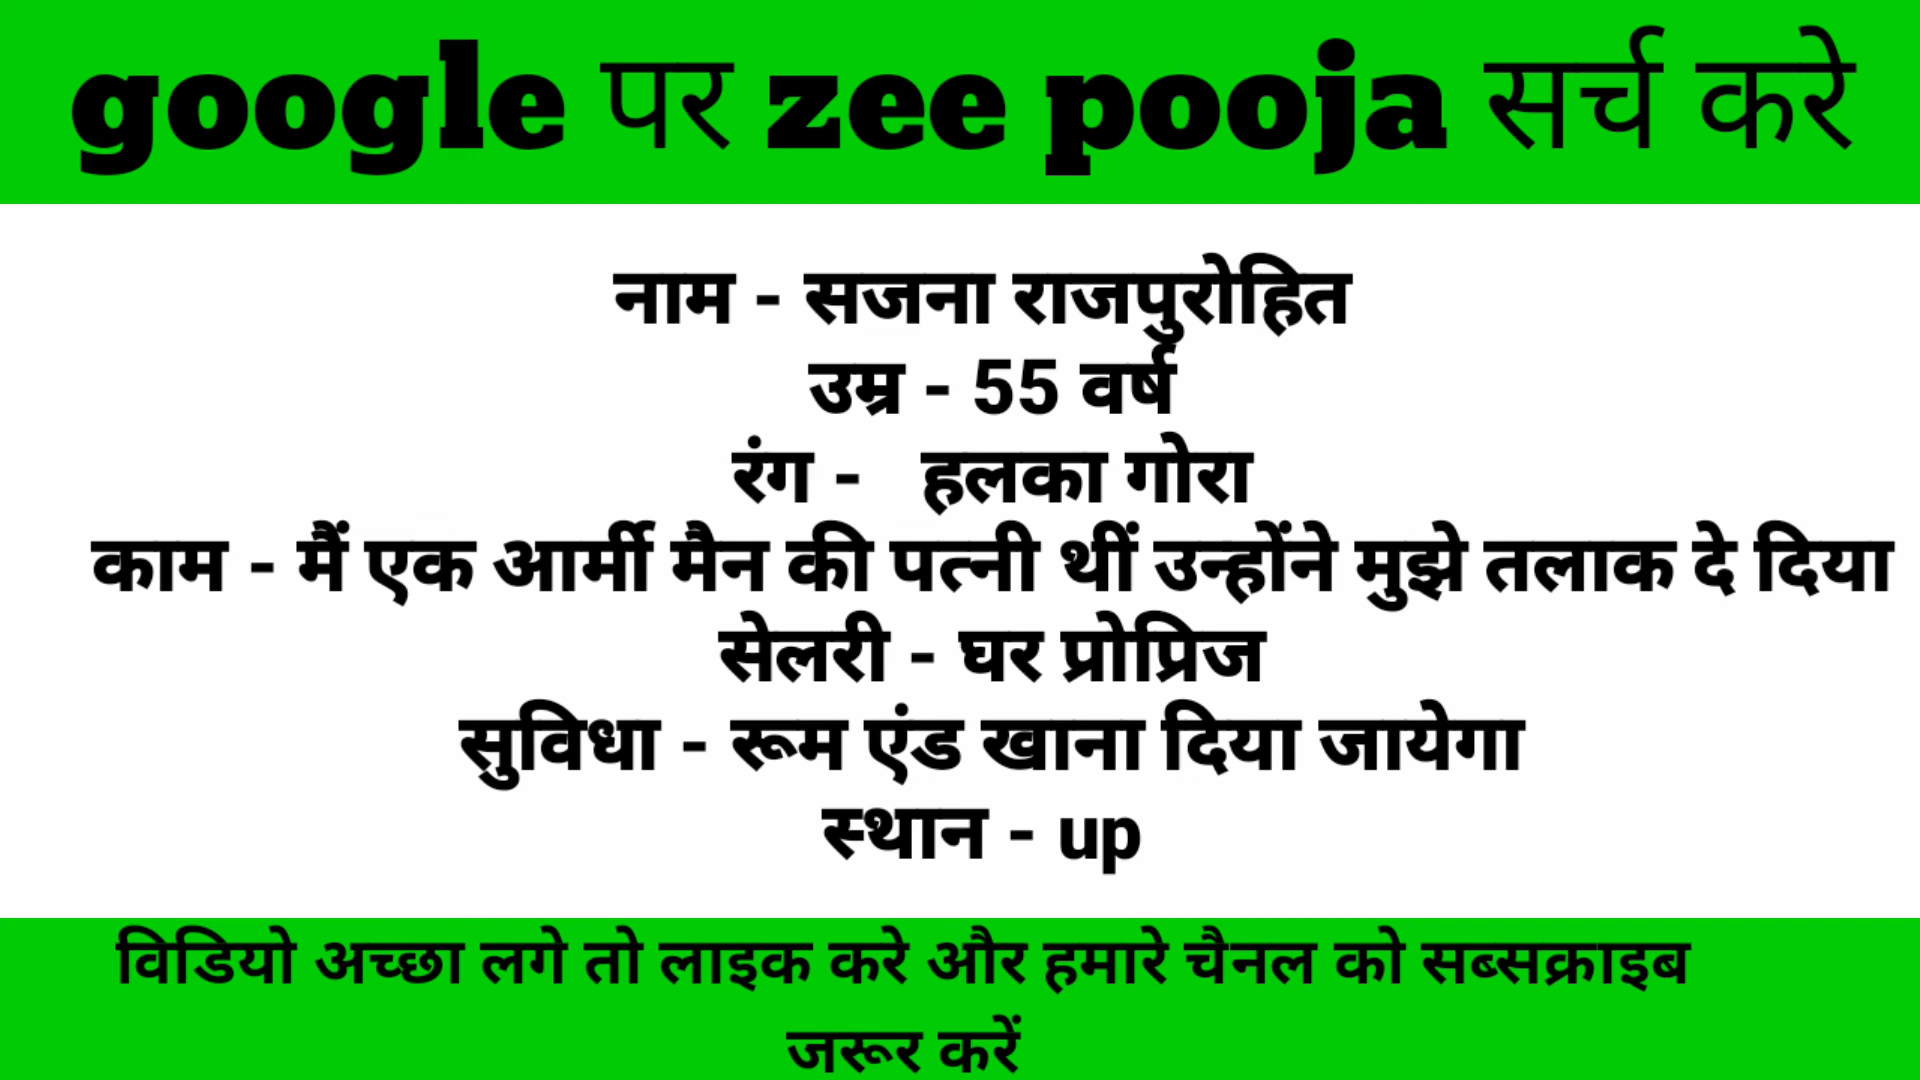 google पर zee pooja सर्च करे
नाम - सजना राजपुरोहित
उम्र - 55 वर्ष
रंग - हलका गोरा
काम - मैं एक आर्मी मैन की पत्नी थीं उन्होंने मुझे तलाक दे दिया
सेलरी - घर प्रोप्रिज
सुविधा - रूम एंड खाना दिया जायेगा
स्थान - up
विडियो अच्छा लगे तो लाइक करे और हमारे चैनल को सब्सक्राइब
जरूर करें